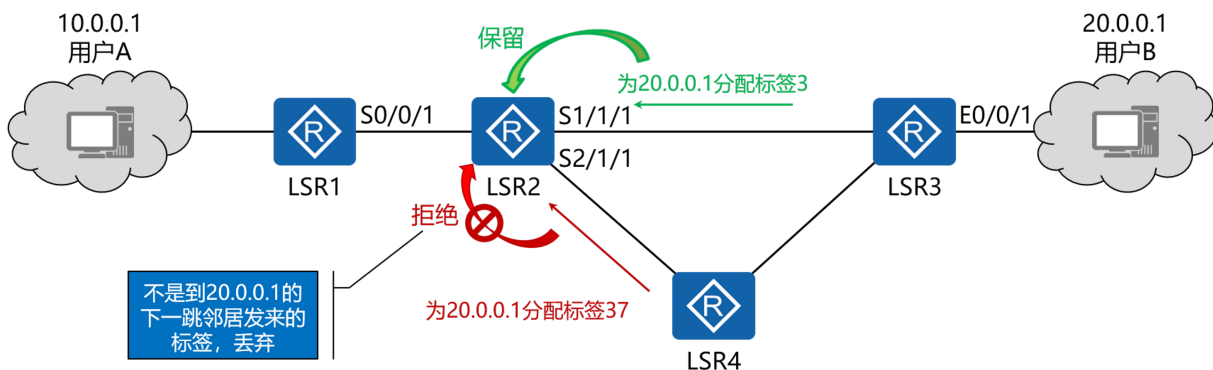 10.0.0.1
用户A
20.0.0.1
用户B
保留
为20.0.0.1分配标签3
S0/0/1
S1/1/1
E0/0/1
R
R
R
S2/1/1
LSR1
LSR2
LSR3
拒绝
不是到20.0.0.1的
下一跳邻居发来的
标签，丢弃
为20.0.0.1分配标签37
R
LSR4